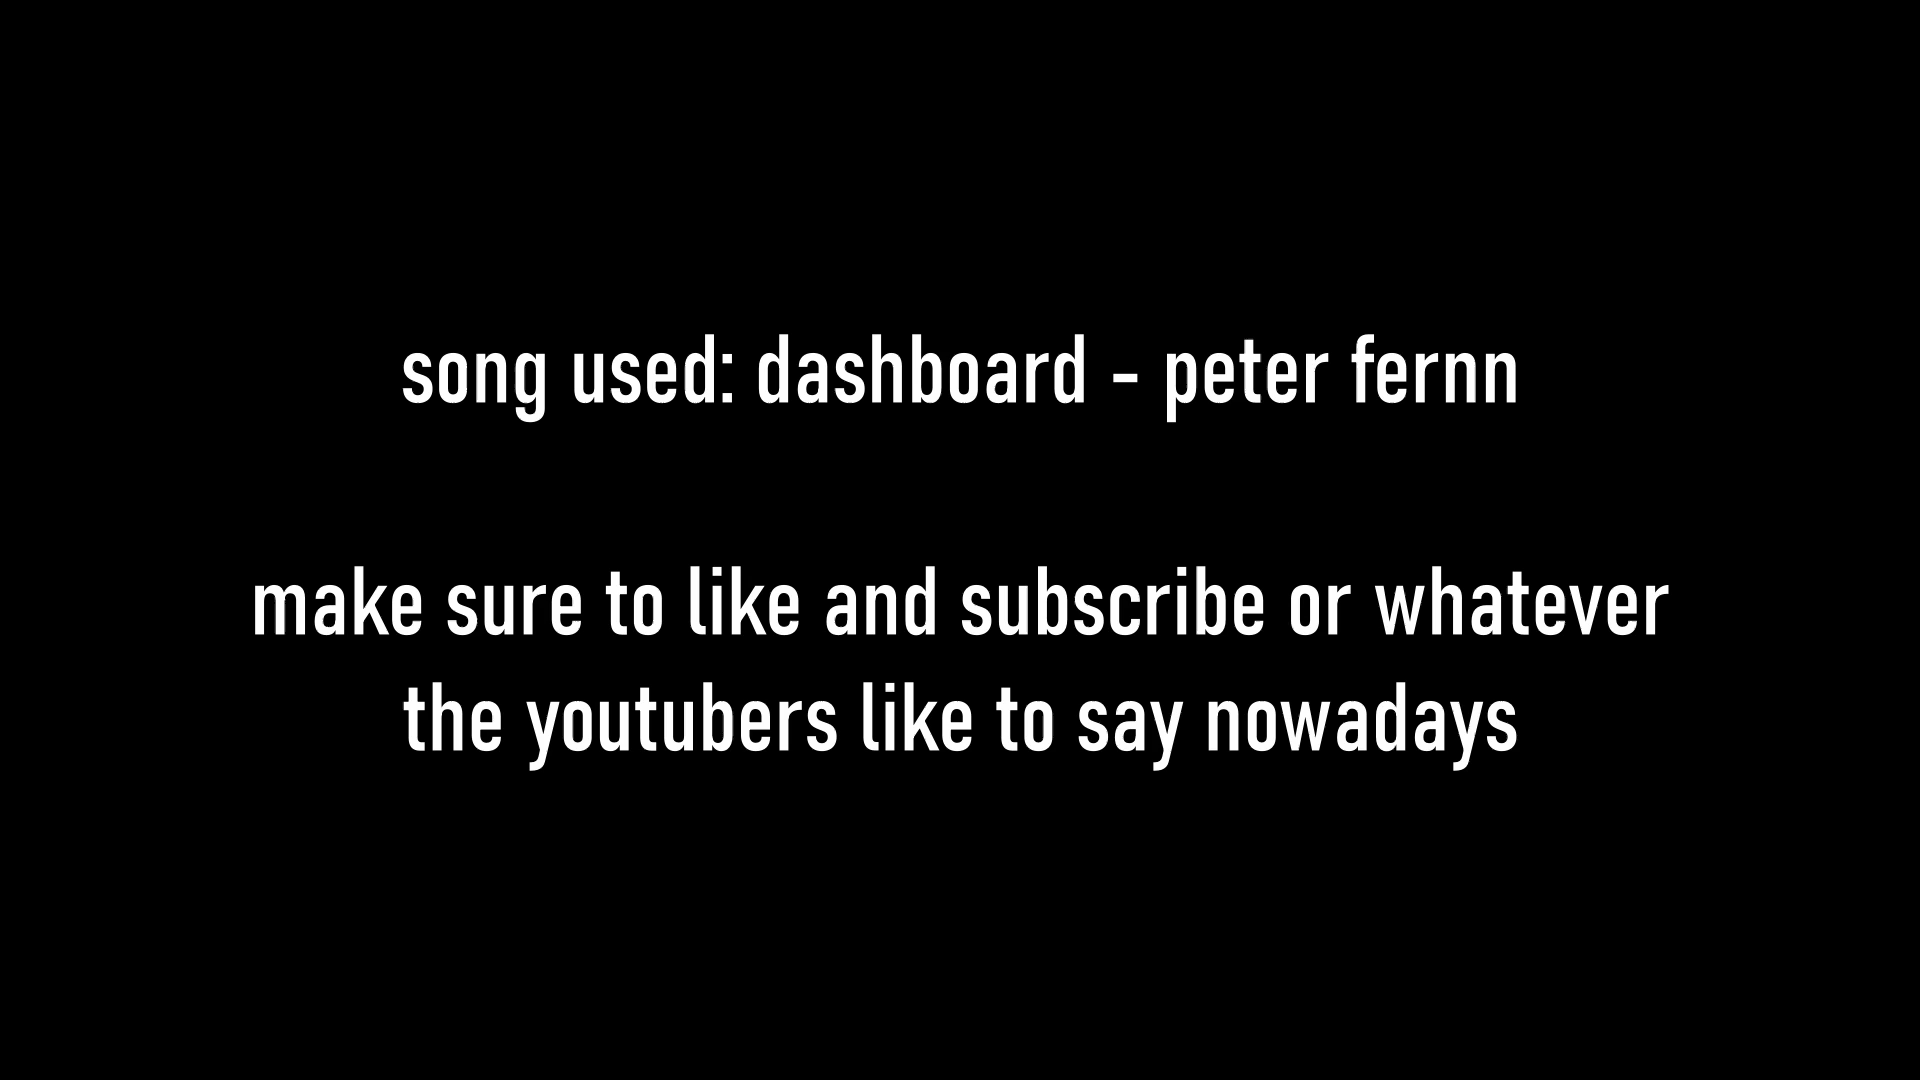 song used: dashboard - peter fernn
make sure to like and subscribe or whatever
the youtubers like to say nowadays